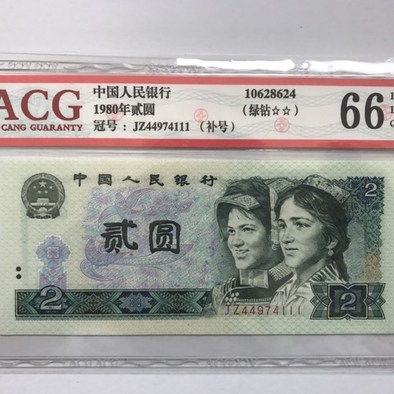 ACG
CANG GUARANTY
中国人民银行
1980年贰圆
冠号：JZ44974111（补号）
10628624
（绿钻☆☆）
66
中国人民银行
2
贰圆
2
2
JZ44974111